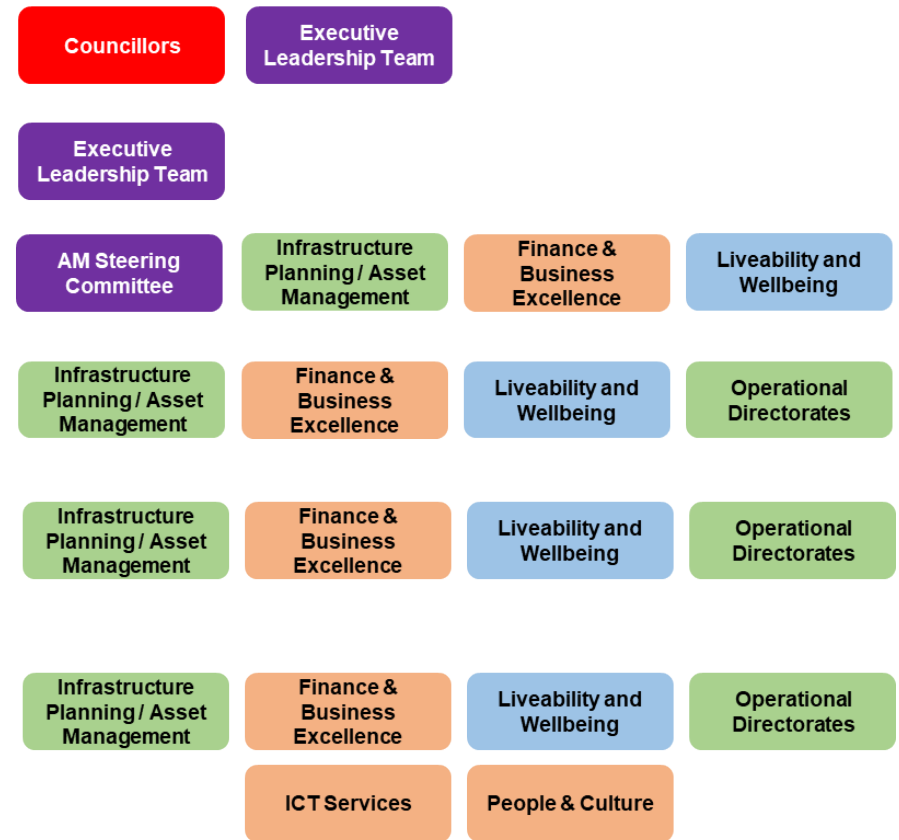 Councillors
Executive
Leadership Team
Executive
Leadership Team
AM Steering
Committee
Infrastructure
Planning / Asset
Management
Finance &
Business
Excellence
Liveability and
Wellbeing
Infrastructure
Planning / Asset
Management
Finance &
Business
Excellence
Liveability and
Wellbeing
Operational
Directorates
Infrastructure
Planning / Asset
Management
Finance &
Business
Excellence
Liveability and
Wellbeing
Operational
Directorates
Infrastructure
Planning / Asset
Management
Finance &
Business
Excellence
Liveability and
Wellbeing
Operational
Directorates
ICT Services
People & Culture